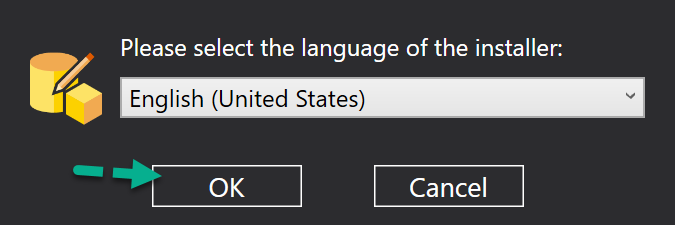 Please select the language of the installer:
English (United States)
OK
Cancel